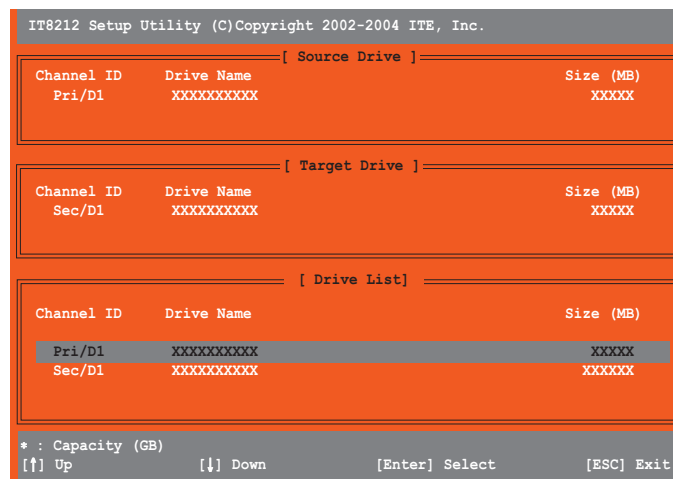 IT8212 Setup Utility (C)Copyright 2002-2004 ITE, Inc.
[ Source Drive ]
Channel ID Drive Name Size (MB)
Pri/D1 XXXXXXXXXX XXXXX
[ Target Drive ]
Channel ID Drive Name Size (MB)
Sec/D1 XXXXXXXXXX XXXXX
[ Drive List]
Channel ID Drive Name Size (MB)
Pri/D1 XXXXXXXXXX XXXXX
Sec/D1 XXXXXXXXXX XXXXXX
* : Capacity (GB)
[↑] Up [↓] Down [Enter] Select [ESC] Exit